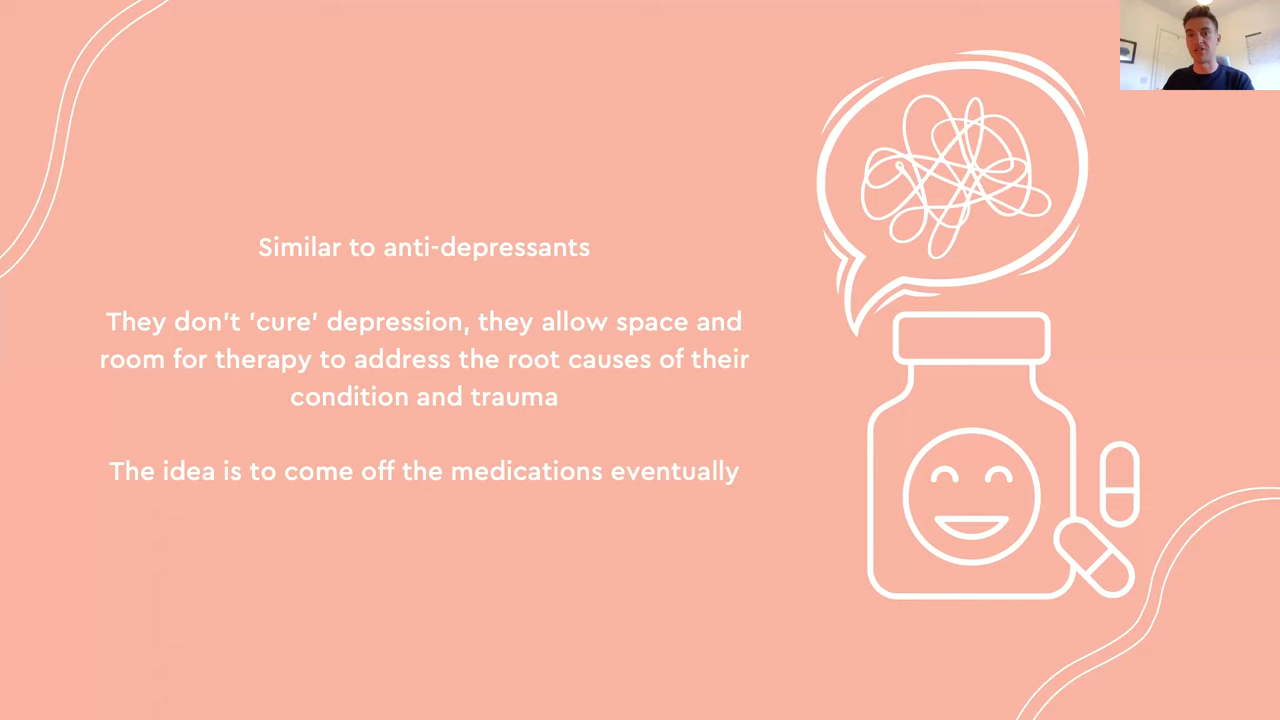 Similar to anti-depressants
They don't 'cure' depression, they allow space and
room for therapy to address the root causes of their
condition and trauma
The idea is to come off the medications eventually